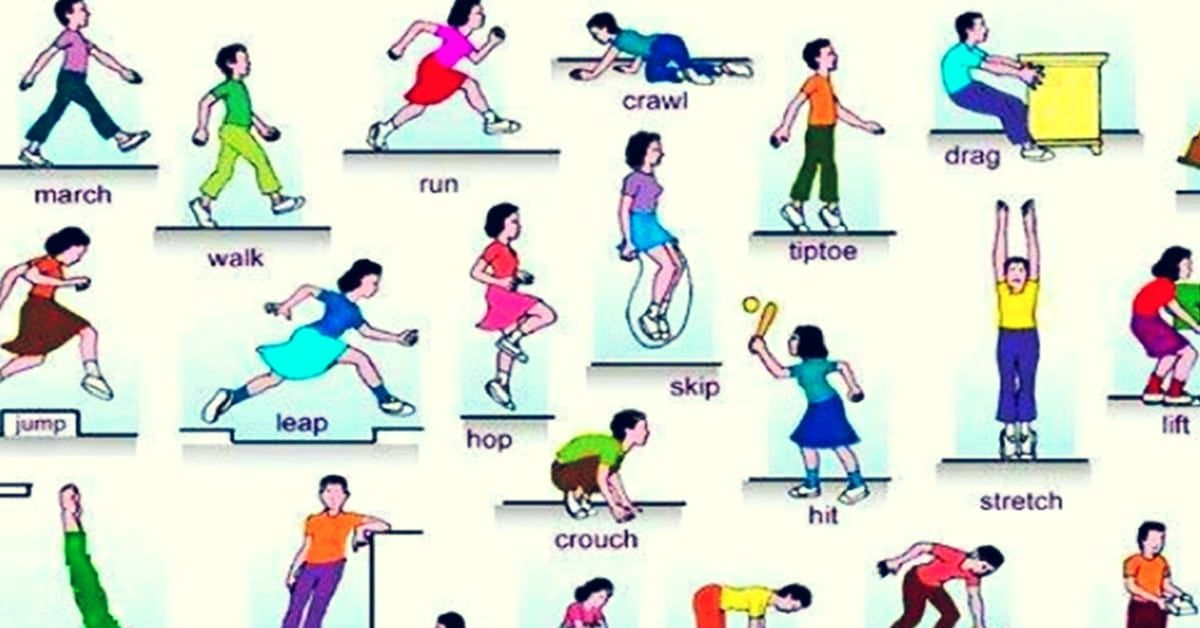 crawl
drag
run
march
tiptoe
walk
skip
jump
leap
hop
lift
stretch
hit
crouch